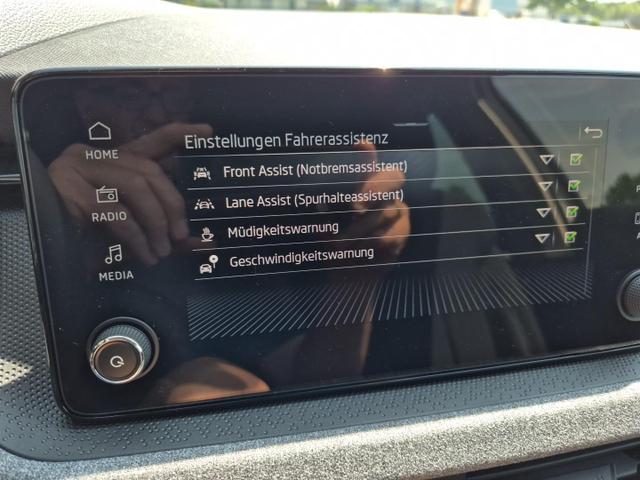 Einstellungen Fahrerassistenz
HOME
Front Assist (Notbremsassistent)
Lane Assist (Spurhalteassistent)
RADIO
Müdigkeitswarnung
MEDIA
Geschwindigkeitswarnung